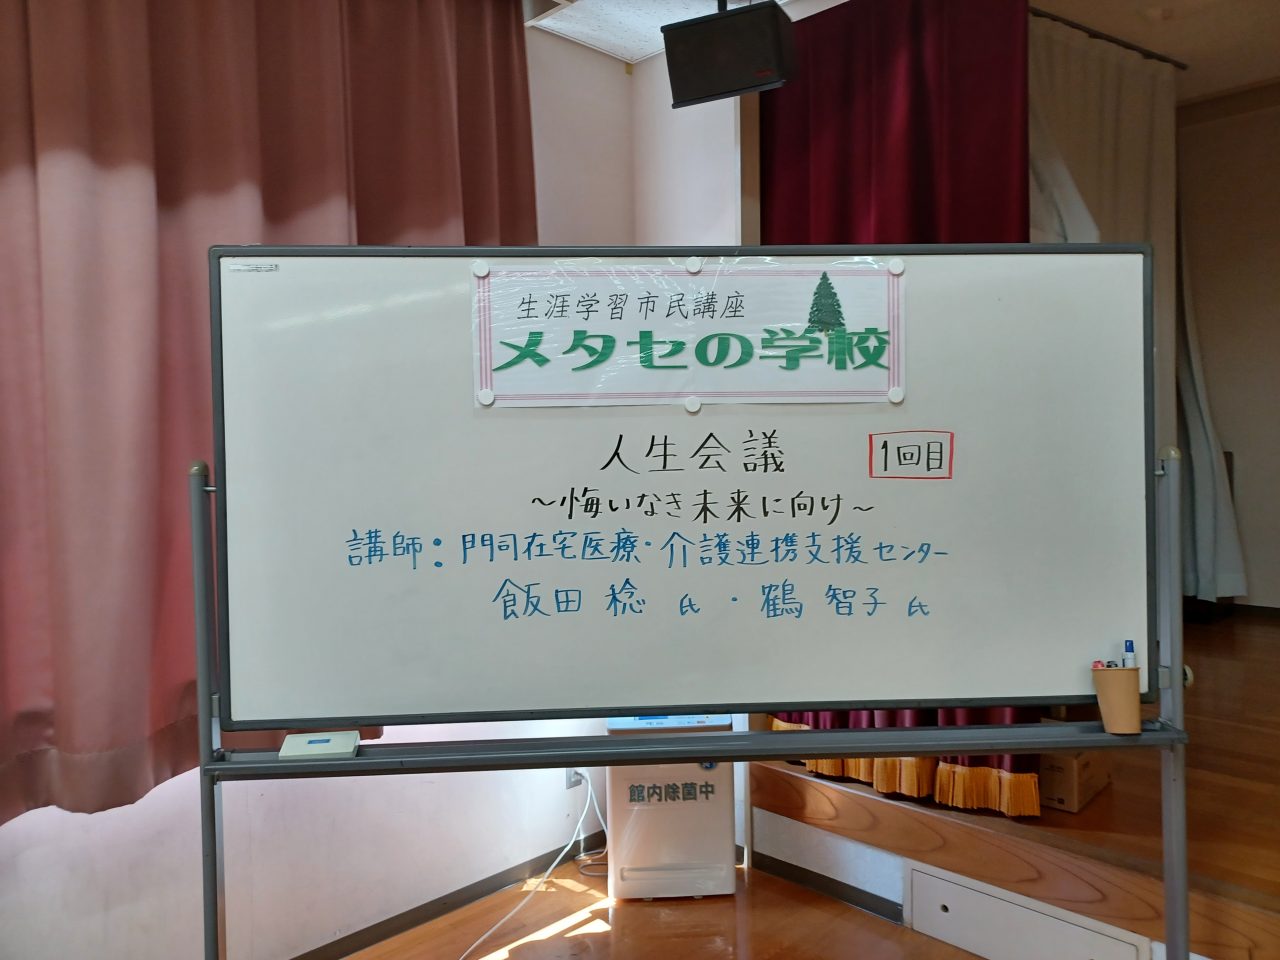 生涯学習市民講座
メタセの学校
人生会議
1回目
～悔いなき未来に向け～
講師：門司在宅医療・介護連携支援センター
飯田 稔 氏 ・ 鶴 智子 氏
館内除菌中